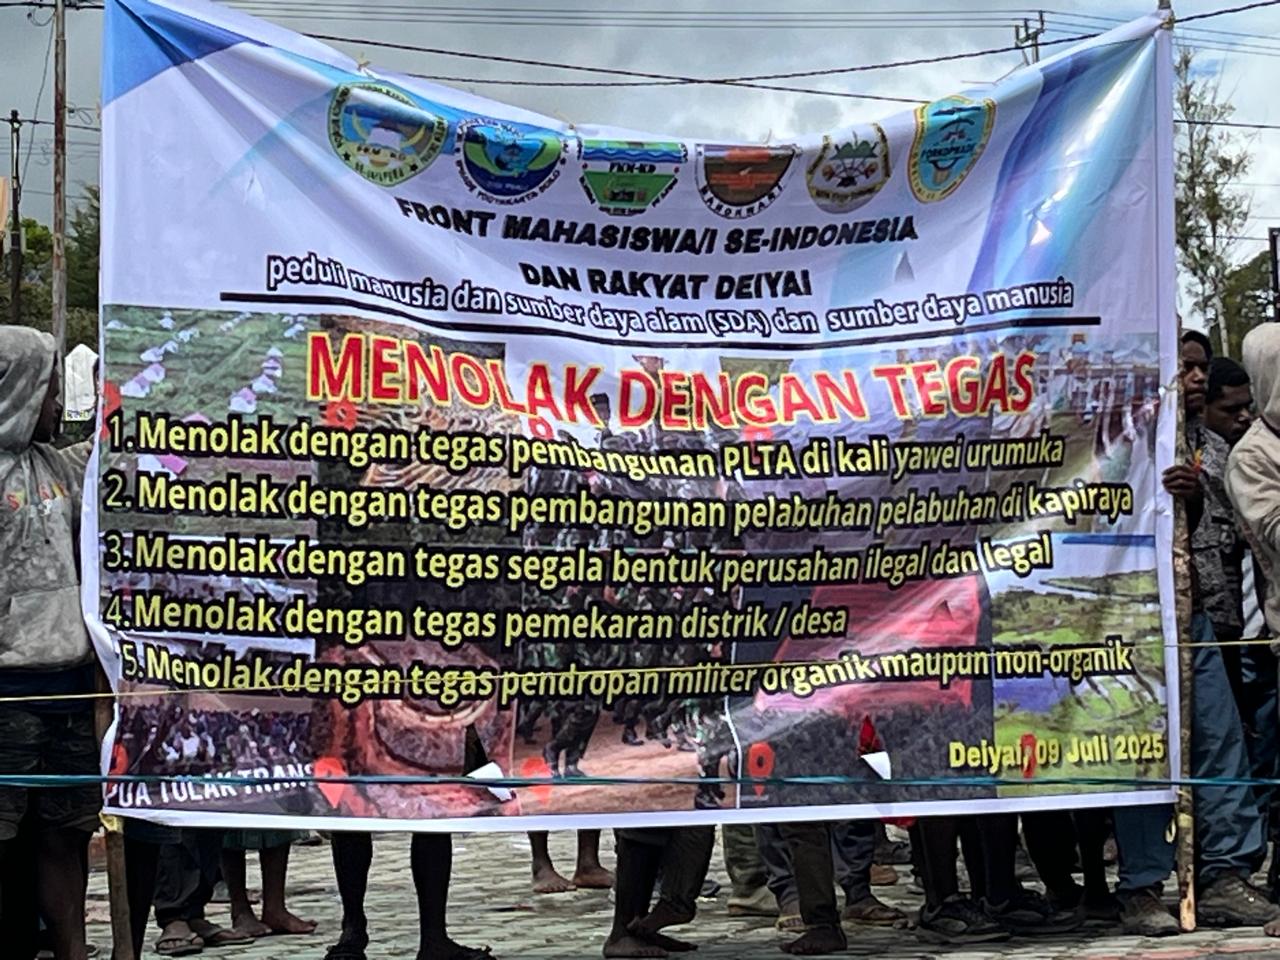 FRONT MAHASISWA/I SE-INDONESIA
DAN RAKYAT DEIYAI
peduli manusia dan sumber daya alam (SDA) dan sumber daya manusia
MENOLAK DENGAN TEGAS
1. Menolak dengan tegas pembangunan PLTA di kali yawei urumuka
2. Menolak dengan tegas pembangunan pelabuhan pelabuhan di kapiraya
3. Menolak dengan tegas segala bentuk perusahan ilegal dan legal
4. Menolak dengan tegas pemekaran distrik / desa
5. Menolak dengan tegas pendropan militer organik maupun non-organik
Deiyai, 09 Juli 2025
PUA TOLAK TRANS